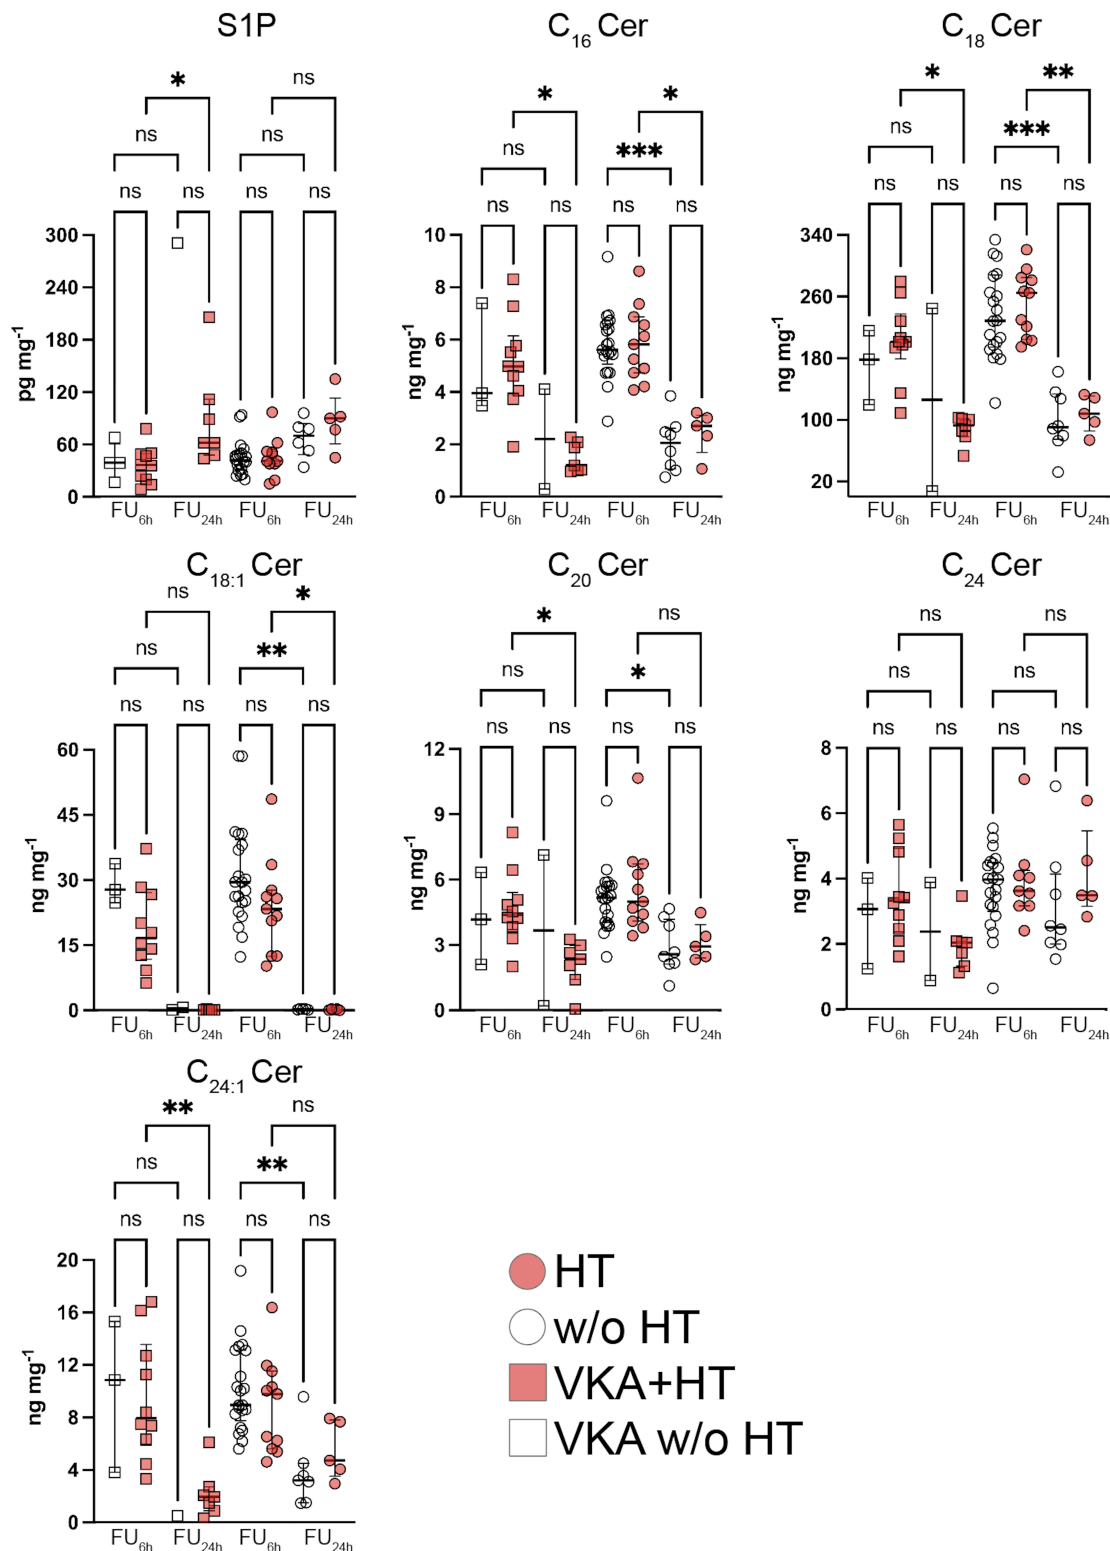 S1P
C16 Cer
C18 Cer
* ns
ns ns
ns ns ns ns
* *
ns ***
ns ns ns ns
* **
ns ***
ns ns ns ns
pg mg-1
300
240
180
120
60
0
FU6h FU24h FU6h FU24h
ng mg-1
10
8
6
4
2
0
FU6h FU24h FU6h FU24h
ng mg-1
340
260
180
100
20
FU6h FU24h FU6h FU24h
C18:1 Cer
C20 Cer
C24 Cer
ns *
ns **
ns ns ns ns
* ns
ns *
ns ns ns ns
ns ns
ns ns
ns ns ns ns
ng mg-1
60
45
30
15
0
FU6h FU24h FU6h FU24h
ng mg-1
12
9
6
3
0
FU6h FU24h FU6h FU24h
ng mg-1
8
6
4
2
0
FU6h FU24h FU6h FU24h
C24:1 Cer
** ns
ns **
ns ns ns ns
ng mg-1
20
16
12
8
4
0
FU6h FU24h FU6h FU24h
HT
w/o HT
VKA+HT
VKA w/o HT